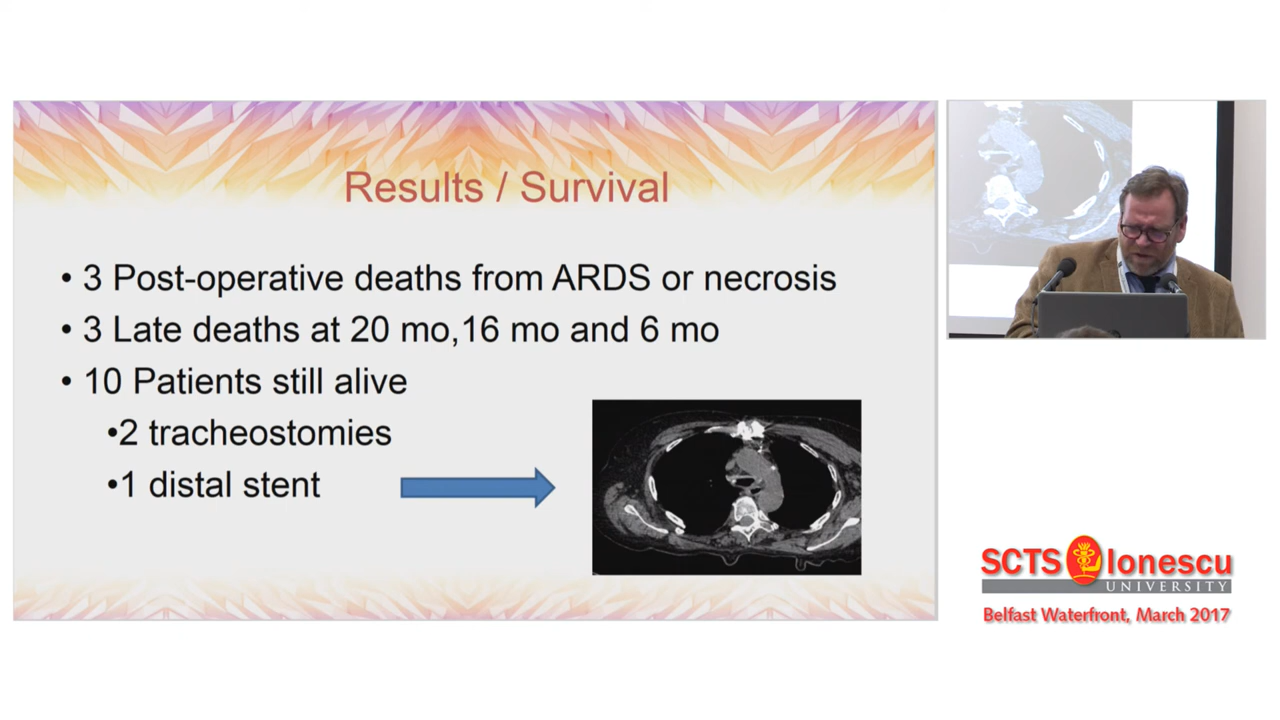 Results / Survival
• 3 Post-operative deaths from ARDS or necrosis
• 3 Late deaths at 20 mo,16 mo and 6 mo
• 10 Patients still alive
•2 tracheostomies
•1 distal stent
SCTS Ionescu
UNIVERSITY
Belfast Waterfront, March 2017